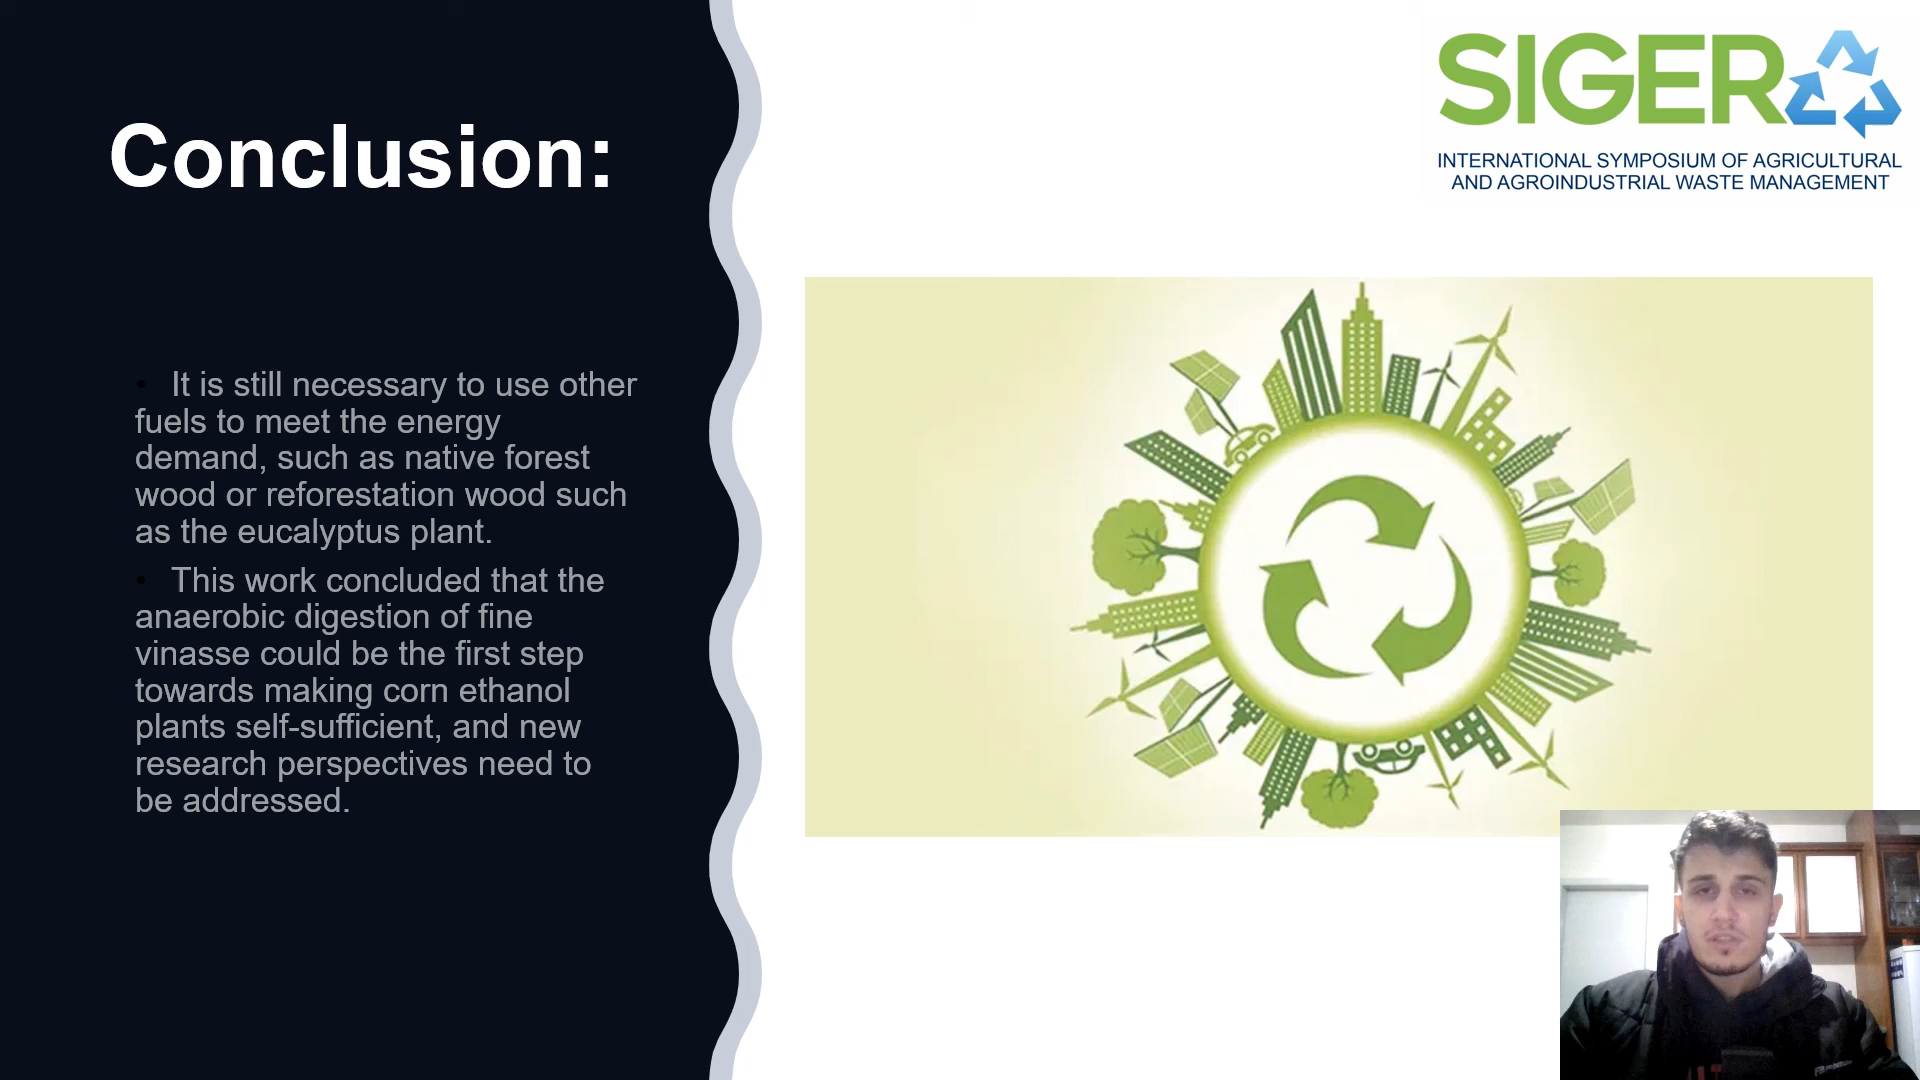 Conclusion:
• It is still necessary to use other
fuels to meet the energy
demand, such as native forest
wood or reforestation wood such
as the eucalyptus plant.
• This work concluded that the
anaerobic digestion of fine
vinasse could be the first step
towards making corn ethanol
plants self-sufficient, and new
research perspectives need to
be addressed.
SIGERA
INTERNATIONAL SYMPOSIUM OF AGRICULTURAL
AND AGROINDUSTRIAL WASTE MANAGEMENT